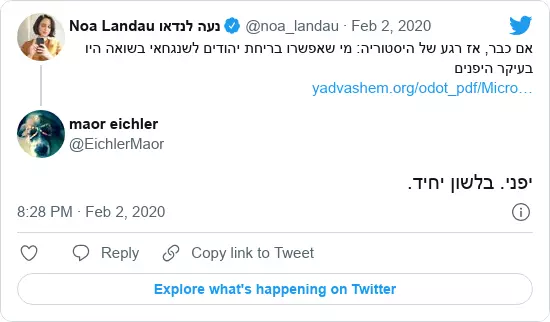 Noa Landau נעה לנדאו @noa_landau · Feb 2, 2020
אם כבר, אז רגע של היסטוריה: מי שאפשרו בריחת יהודים לשנגחאי בשואה היו
בעיקר היפנים
yadvashem.org/odot_pdf/Micro…
maor eichler
@EichlerMaor
יפני. בלשון יחיד.
8:28 PM · Feb 2, 2020
Reply
Copy link to Tweet
Explore what's happening on Twitter